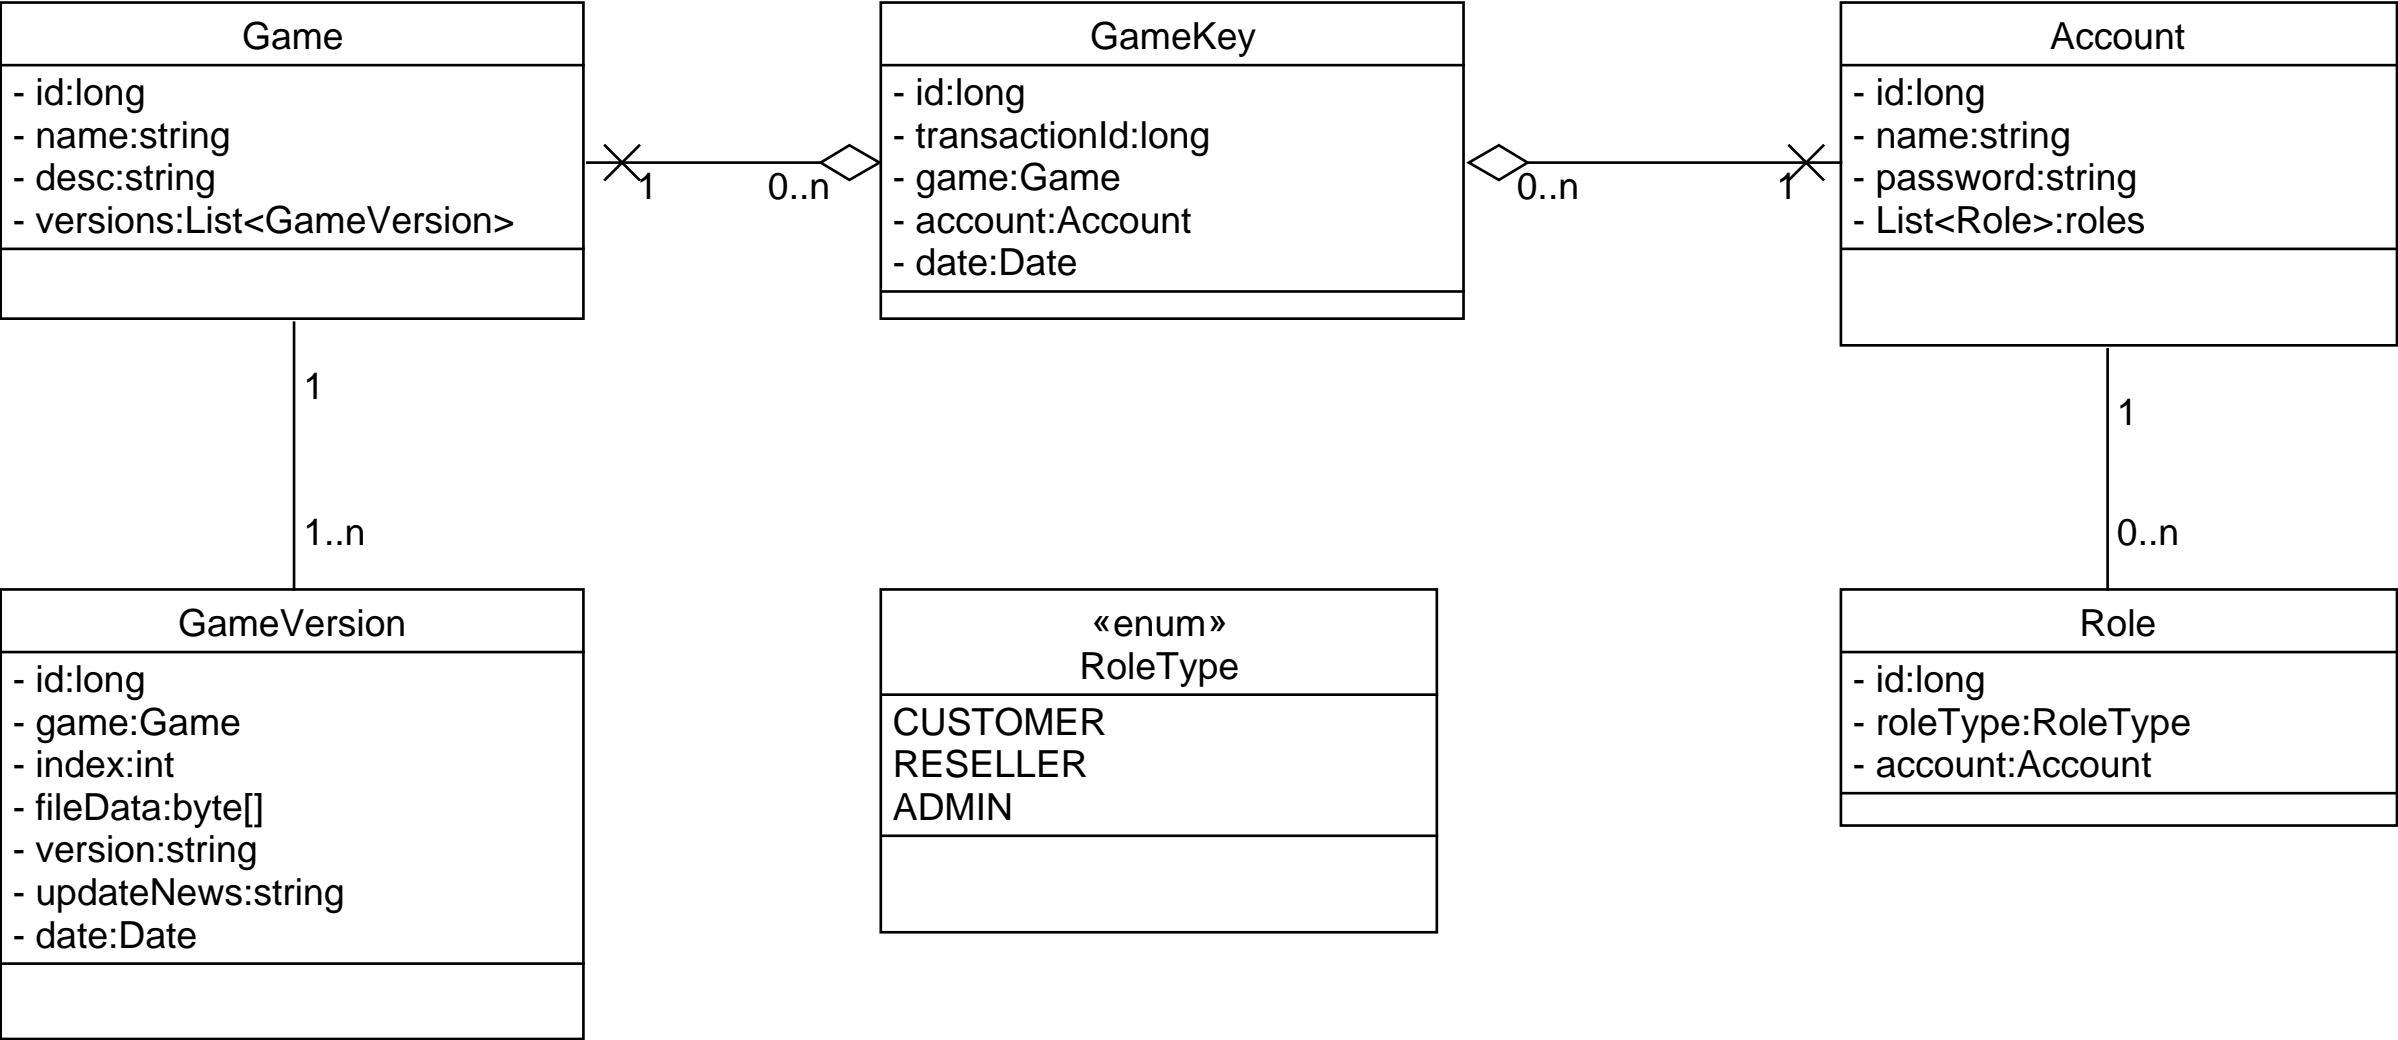 Game
- id:long
- name:string
- desc:string
- versions:List<GameVersion>
1
0..n
GameKey
- id:long
- transactionId:long
- game:Game
- account:Account
- date:Date
0..n
1
Account
- id:long
- name:string
- password:string
- List<Role>:roles
1
1..n
1
0..n
GameVersion
- id:long
- game:Game
- index:int
- fileData:byte[]
- version:string
- updateNews:string
- date:Date
«enum»
RoleType
CUSTOMER
RESELLER
ADMIN
Role
- id:long
- roleType:RoleType
- account:Account